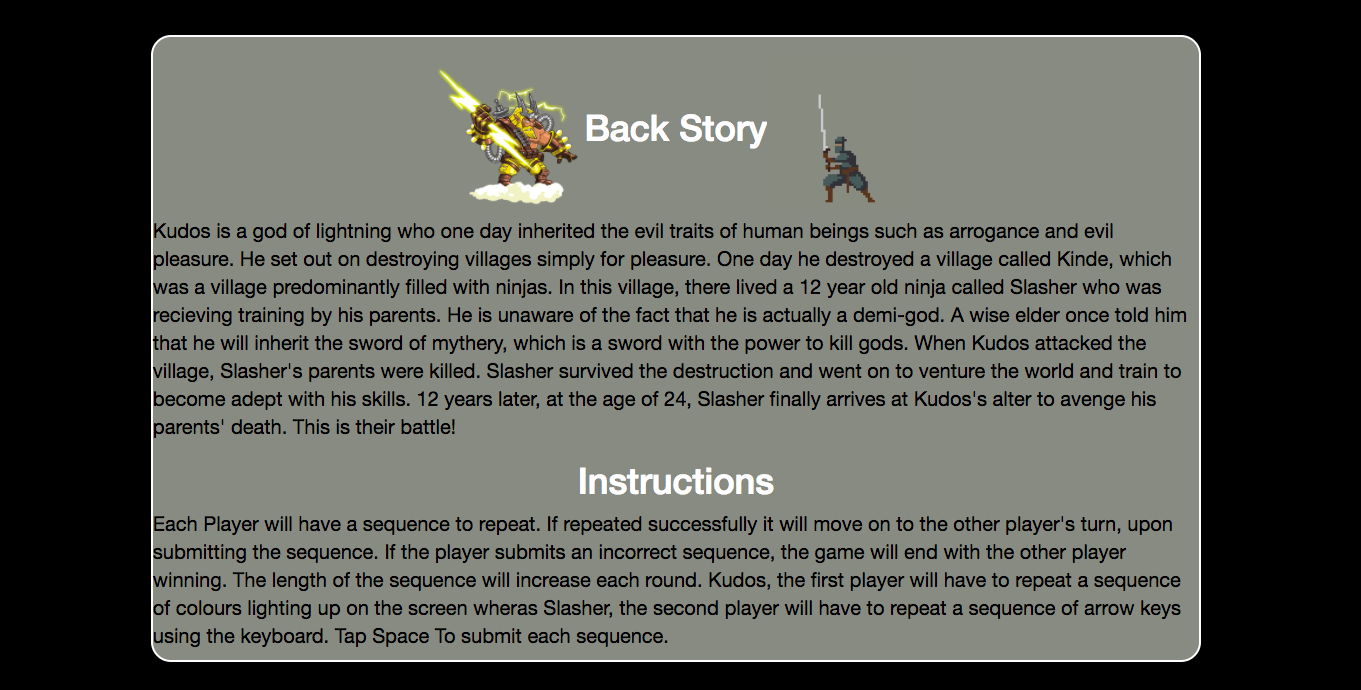 Back Story
Kudos is a god of lightning who one day inherited the evil traits of human beings such as arrogance and evil
pleasure. He set out on destroying villages simply for pleasure. One day he destroyed a village called Kinde, which
was a village predominantly filled with ninjas. In this village, there lived a 12 year old ninja called Slasher who was
recieving training by his parents. He is unaware of the fact that he is actually a demi-god. A wise elder once told him
that he will inherit the sword of mythery, which is a sword with the power to kill gods. When Kudos attacked the
village, Slasher's parents were killed. Slasher survived the destruction and went on to venture the world and train to
become adept with his skills. 12 years later, at the age of 24, Slasher finally arrives at Kudos's alter to avenge his
parents' death. This is their battle!
Instructions
Each Player will have a sequence to repeat. If repeated successfully it will move on to the other player's turn, upon
submitting the sequence. If the player submits an incorrect sequence, the game will end with the other player
winning. The length of the sequence will increase each round. Kudos, the first player will have to repeat a sequence
of colours lighting up on the screen wheras Slasher, the second player will have to repeat a sequence of arrow keys
using the keyboard. Tap Space To submit each sequence.